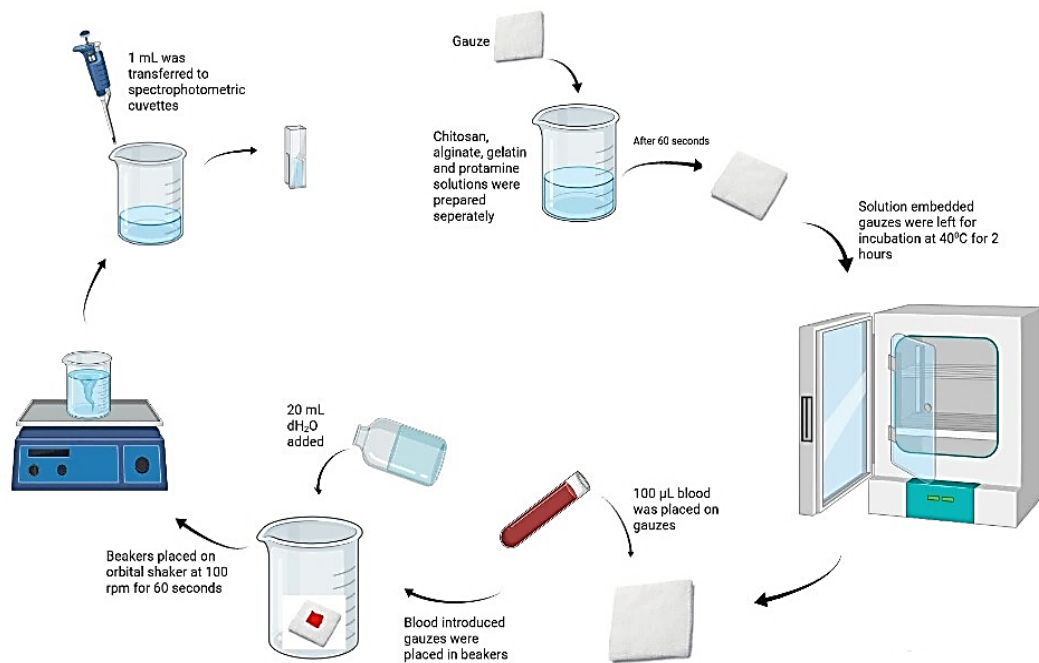 Gauze
Chitosan,
alginate, gelatin
and protamine
solutions were
prepared
seperately
After 60 seconds
Solution embedded
gauzes were left for
incubation at 40⁰C for 2
hours
100 µL blood
was placed on
gauzes
Blood introduced
gauzes were
placed in beakers
20 mL
dH₂O
added
Beakers placed on
orbital shaker at 100
rpm for 60 seconds
1 mL was
transferred to
spectrophotometric
cuvettes